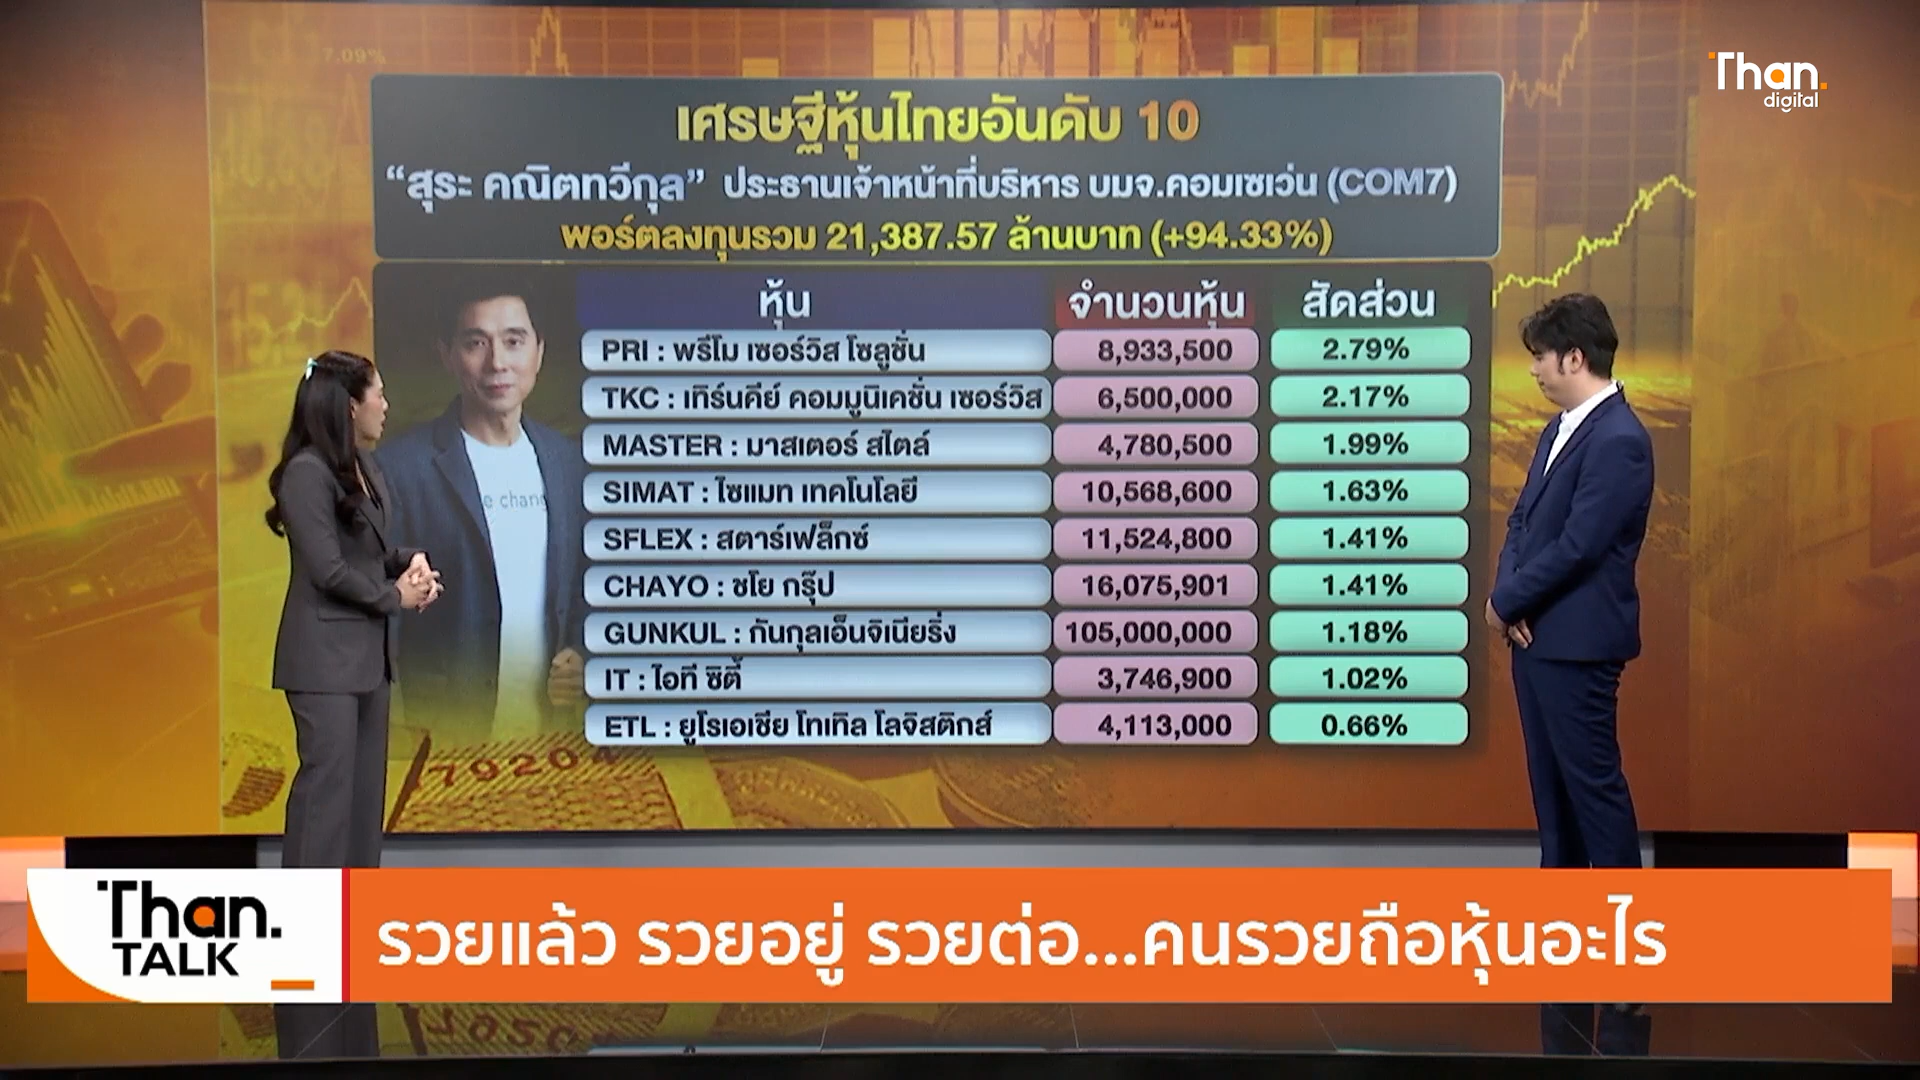 7.09%
Than.
digital
เศรษฐีหุ้นไทยอันดับ 10
“สุระ คณิตทวีกุล” ประธานเจ้าหน้าที่บริหาร บมจ.คอมเซเว่น (COM7)
พอร์ตลงทุนรวม 21,387.57 ล้านบาท (+94.33%)
หุ้น จำนวนหุ้น สัดส่วน
PRI : พรีโม เซอร์วิส โซลูชั่น 8,933,500 2.79%
TKC : เทิร์นคีย์ คอมมูนิเคชั่น เซอร์วิส 6,500,000 2.17%
MASTER : มาสเตอร์ สไตล์ 4,780,500 1.99%
SIMAT : ไซแมท เทคโนโลยี 10,568,600 1.63%
SFLEX : สตาร์เฟล็กซ์ 11,524,800 1.41%
CHAYO : ชโย กรุ๊ป 16,075,901 1.41%
GUNKUL : กันกุลเอ็นจิเนียริ่ง 105,000,000 1.18%
IT : ไอที ซิตี้ 3,746,900 1.02%
ETL : ยูโรเอเชีย โทเทิล โลจิสติกส์ 4,113,000 0.66%
e chang
79204
Than.
TALK
รวยแล้ว รวยอยู่ รวยต่อ...คนรวยถือหุ้นอะไร